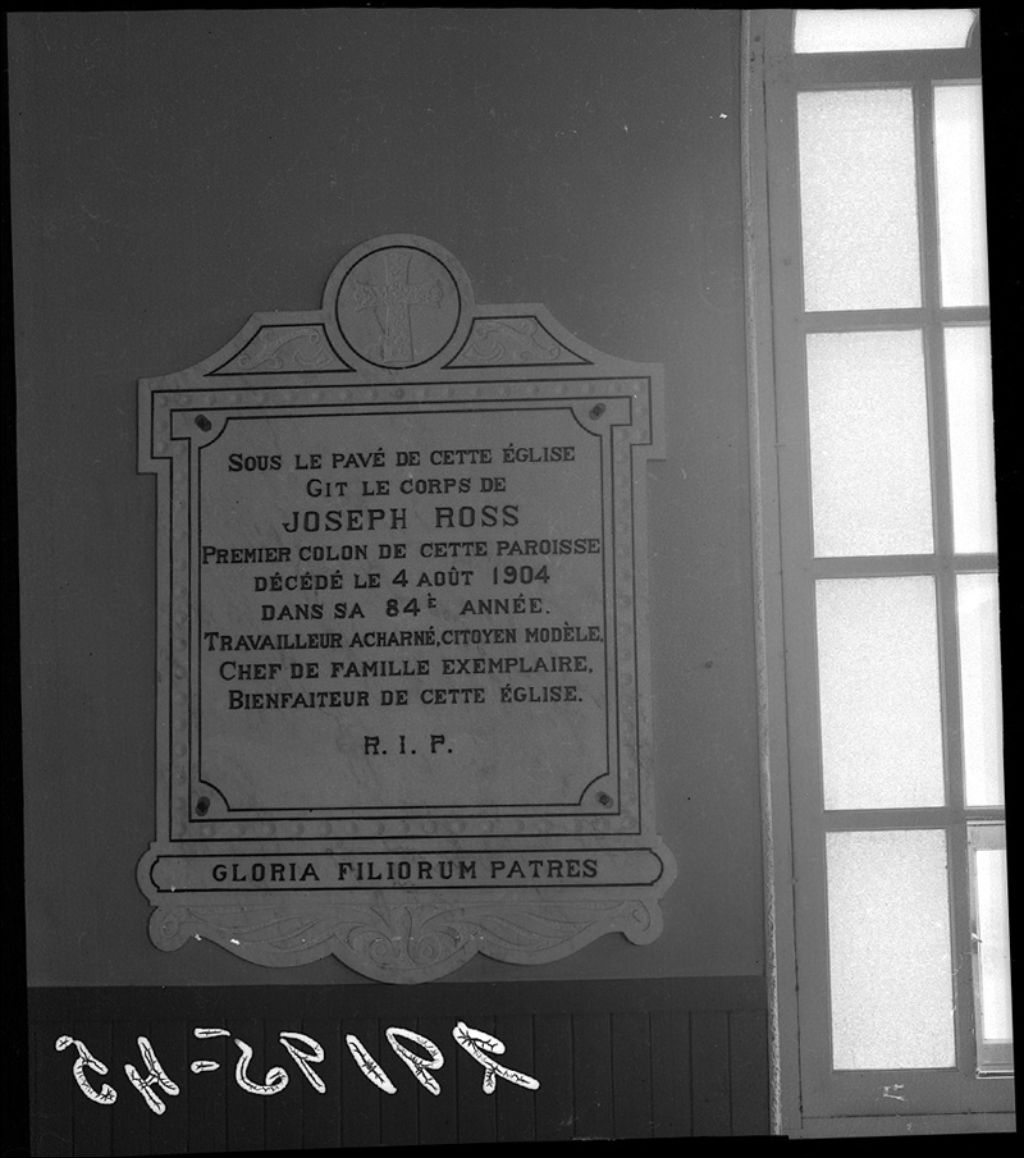 SOUS LE PAVÉ DE CETTE ÉGLISE
GIT LE CORPS DE
JOSEPH ROSS
PREMIER COLON DE CETTE PAROISSE
DÉCÉDÉ LE 4 AOÛT 1904
DANS SA 84È ANNÉE.
TRAVAILLEUR ACHARNÉ, CITOYEN MODÈLE,
CHEF DE FAMILLE EXEMPLAIRE,
BIENFAITEUR DE CETTE ÉGLISE.
R. I. P.
GLORIA FILIORUM PATRES